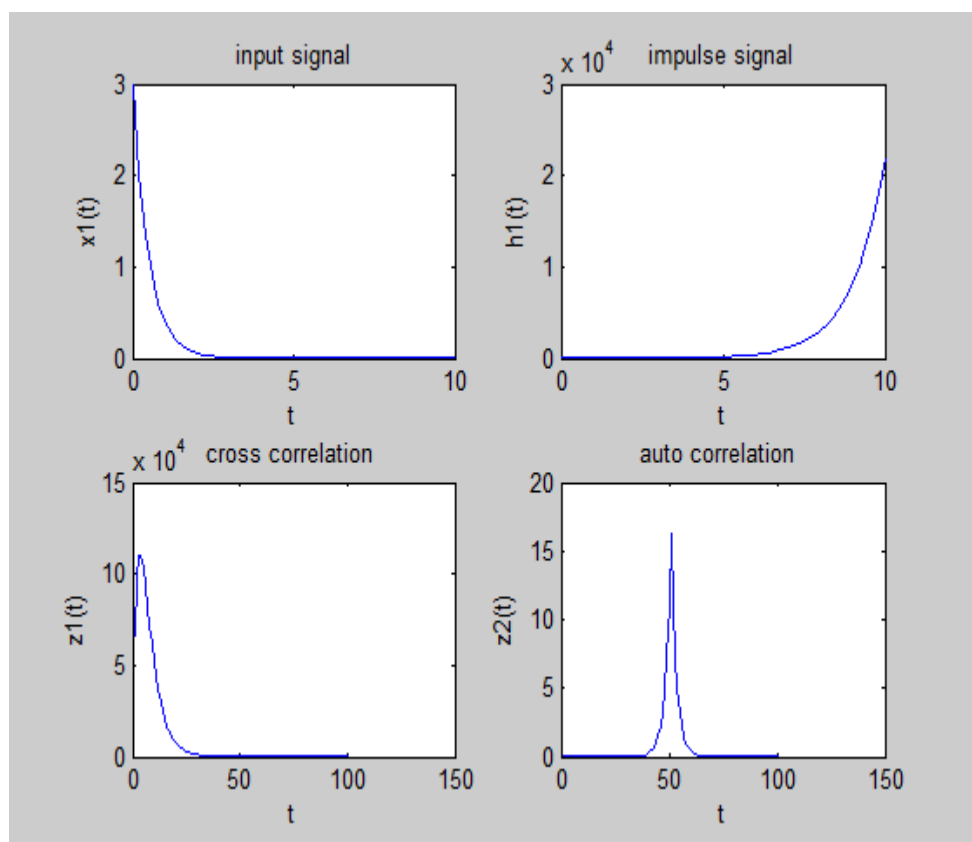 input signal
3
2
1
0
0 5 10
x1(t)
t
x 10^4
impulse signal
3
2
1
0
0 5 10
h1(t)
t
x 10^4
cross correlation
15
10
5
0
0 50 100 150
z1(t)
t
auto correlation
20
15
10
5
0
0 50 100 150
z2(t)
t